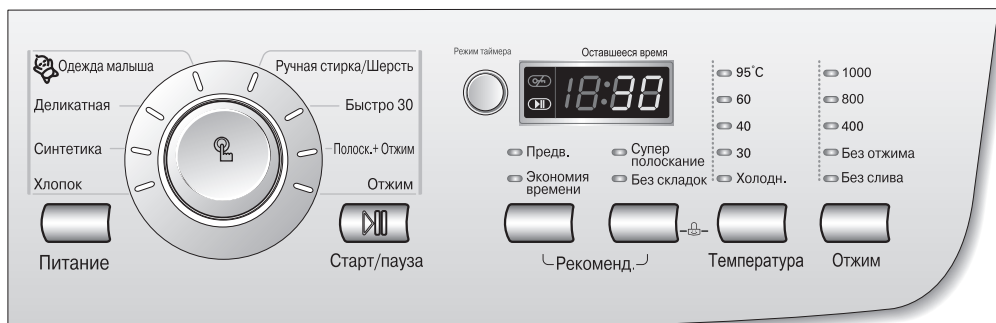 Одежда малыша
Деликатная
Синтетика
Хлопок
Ручная стирка/Шерсть
Быстро 30
Полоск.+ Отжим
Отжим
Питание
Старт/пауза
Режим таймера
Оставшееся время
18:30
Предв.
Экономия
времени
Супер
полоскание
Без складок
Рекоменд.
95°C
60
40
30
Холодн.
Температура
1000
800
400
Без отжима
Без слива
Отжим